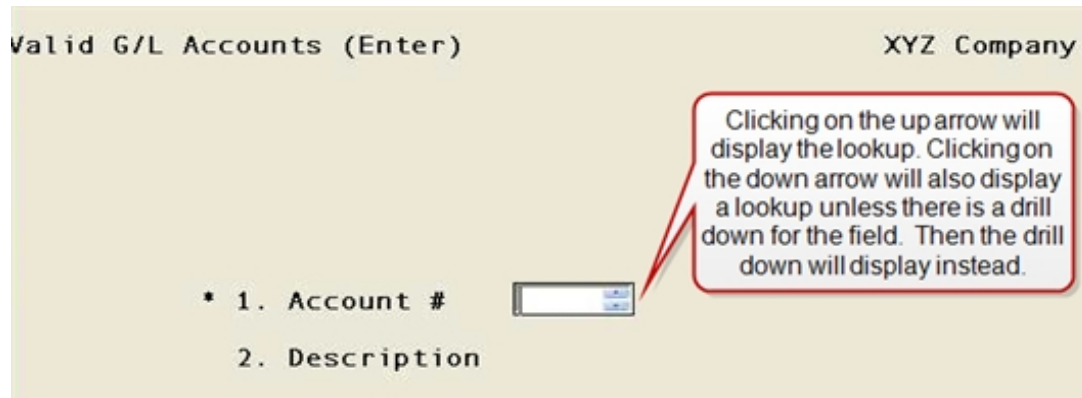 Valid G/L Accounts (Enter) XYZ Company
Clicking on the up arrow will
display the lookup. Clicking on
the down arrow will also display
a lookup unless there is a drill
down for the field. Then the drill
down will display instead.
* 1. Account #
2. Description